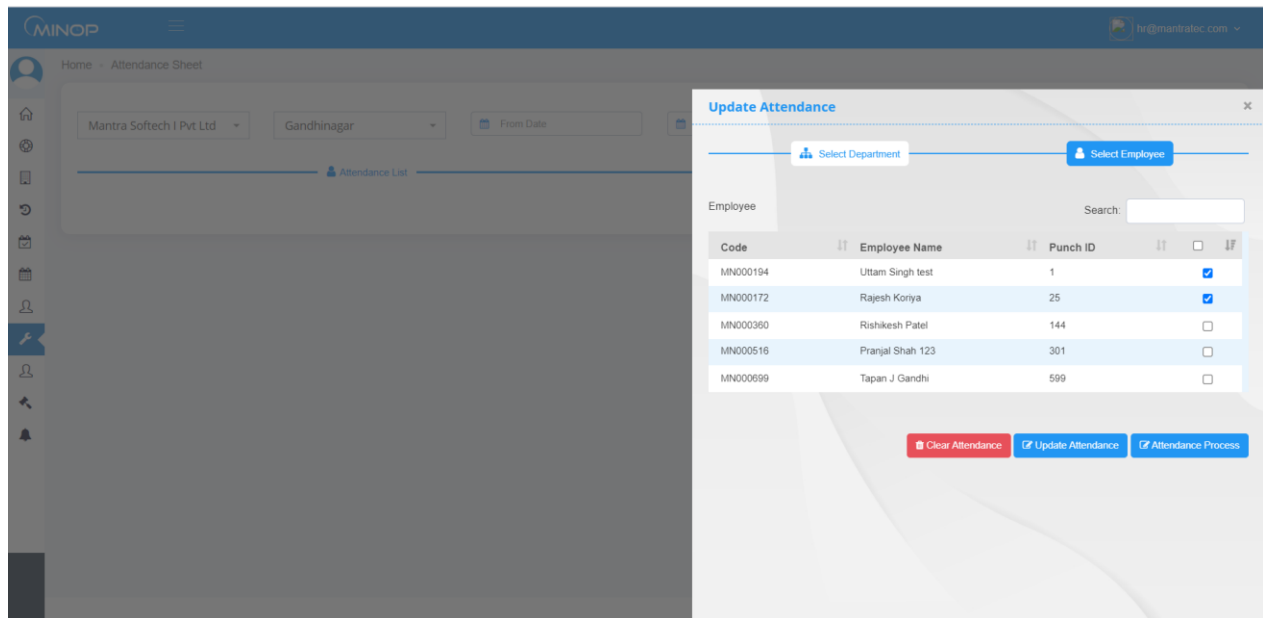 MINOP
hr@mantratec.com
Home - Attendance Sheet
Mantra Softech I Pvt Ltd
Gandhinagar
From Date
Attendance List
Update Attendance
Select Department
Select Employee
Employee
Search:
Code Employee Name Punch ID
MN000194 Uttam Singh test 1
MN000172 Rajesh Koriya 25
MN000360 Rishikesh Patel 144
MN000516 Pranjal Shah 123 301
MN000699 Tapan J Gandhi 599
Clear Attendance Update Attendance Attendance Process